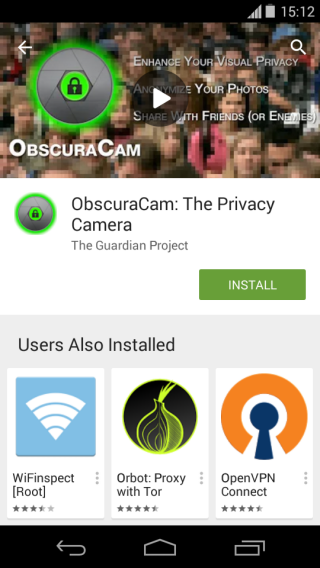 15:12
Enhance Your Visual Privacy
Anonymize Your Photos
Share With Friends (or Enemies)
ObscuraCam
ObscuraCam: The Privacy
Camera
The Guardian Project
INSTALL
Users Also Installed
WiFinspect
[Root]
Orbot: Proxy
with Tor
OpenVPN
Connect